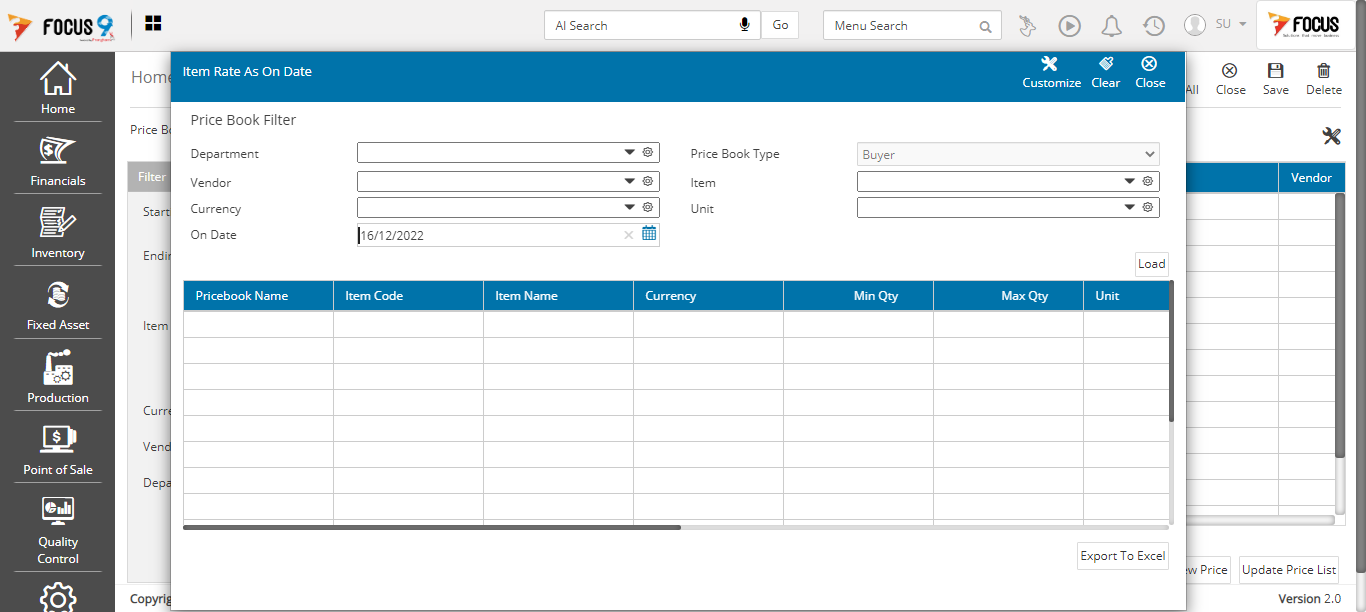 FOCUS 9
AI Search
Go
Menu Search
SU
FOCUS
Home
Financials
Inventory
Fixed Asset
Production
Point of Sale
Quality
Control
Home
Price Bo
Filter
Starti
Endin
Item
Curre
Vend
Depa
Copyrig
Item Rate As On Date
Customize
Clear
Close
Price Book Filter
Department
Price Book Type
Buyer
Vendor
Item
Currency
Unit
On Date
16/12/2022
Load
Pricebook Name
Item Code
Item Name
Currency
Min Qty
Max Qty
Unit
Export To Excel
All
Close
Save
Delete
Vendor
ew Price
Update Price List
Version 2.0